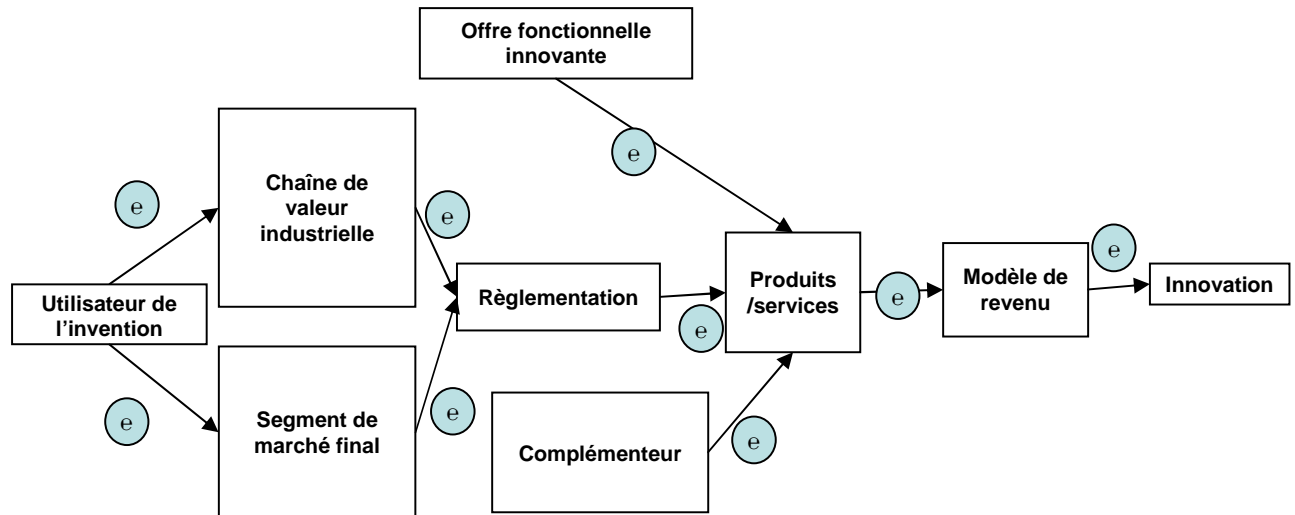 Offre fonctionnelle
innovante
e
e
Chaîne de
valeur
industrielle
e
Utilisateur de
l'invention
Règlementation
e
Produits
/services
e
Modèle de
revenu
e
Innovation
e
Segment de
marché final
e
Complémenteur
e